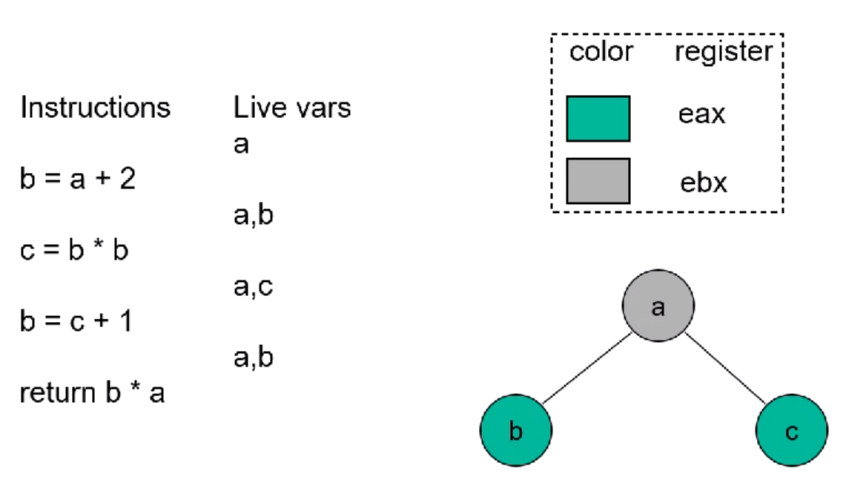 color register
eax
ebx
Instructions Live vars
a
b = a + 2
a,b
c = b * b
a,c
b = c + 1
a,b
return b * a
a
b c